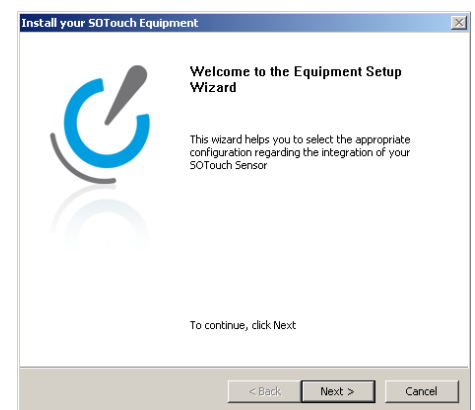 Install your SOTouch Equipment
Welcome to the Equipment Setup
Wizard
This wizard helps you to select the appropriate
configuration regarding the integration of your
SOTouch Sensor
To continue, click Next
< Back
Next >
Cancel